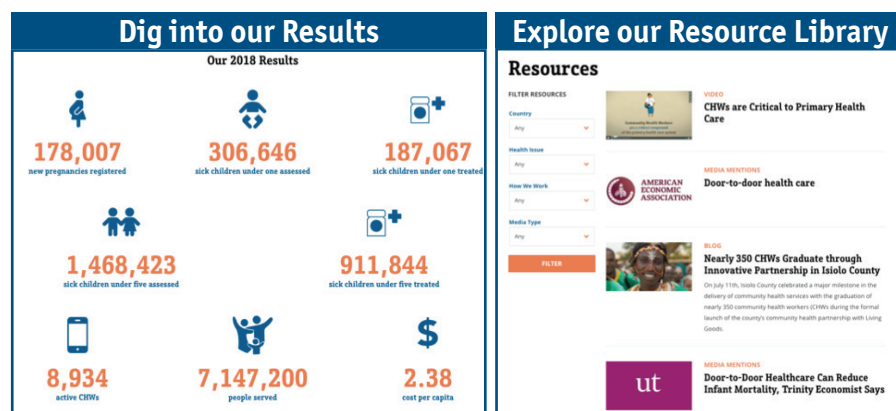 Dig into our Results
Our 2018 Results
178,007
new pregnancies registered
306,646
sick children under one assessed
187,067
sick children under one treated
1,468,423
sick children under five assessed
911,844
sick children under five treated
8,934
active CHWs
7,147,200
people served
$
2.38
cost per capita
Explore our Resource Library
Resources
FILTER RESOURCES
Country
Any
Health Issue
Any
How We Work
Any
Media Type
Any
FILTER
VIDEO
CHWs are Critical to Primary Health
Care
AMERICAN
ECONOMIC
ASSOCIATION
MEDIA MENTIONS
Door-to-door health care
BLOG
Nearly 350 CHWs Graduate through
Innovative Partnership in Isiolo County
On July 11th, Isiolo County celebrated a major milestone in the
delivery of community health services with the graduation of
nearly 350 community health workers (CHWs during the formal
launch of the county's community health partnership with Living
Goods.
ut
MEDIA MENTIONS
Door-to-Door Healthcare Can Reduce
Infant Mortality, Trinity Economist Says